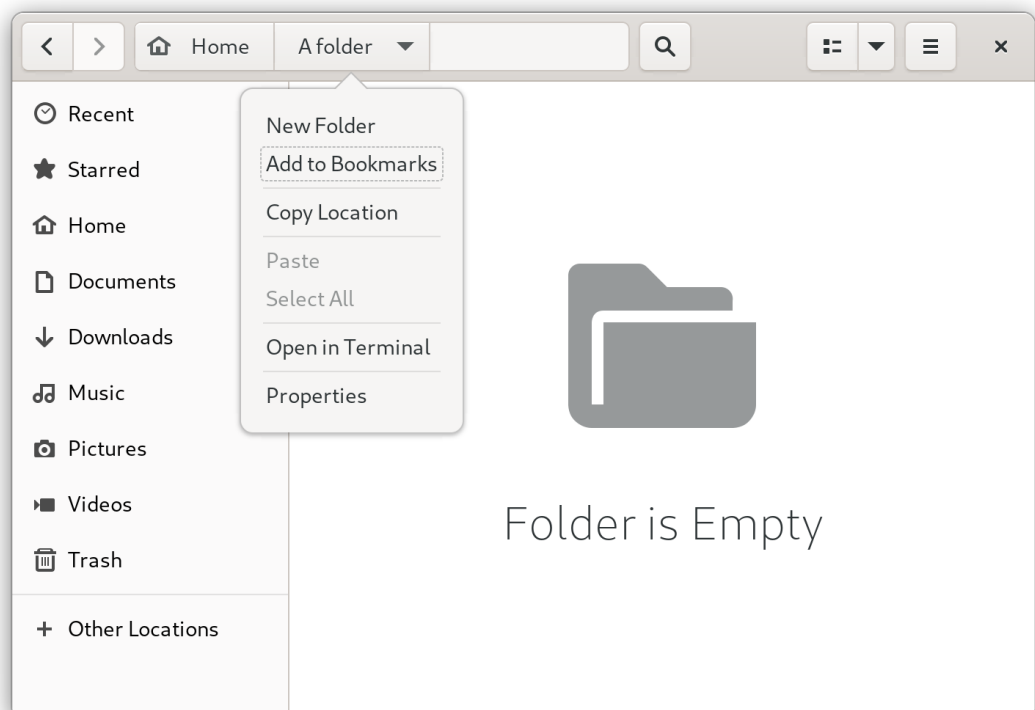 Home
A folder
New Folder
Add to Bookmarks
Copy Location
Paste
Select All
Open in Terminal
Properties
Recent
Starred
Home
Documents
Downloads
Music
Pictures
Videos
Trash
Other Locations
Folder is Empty